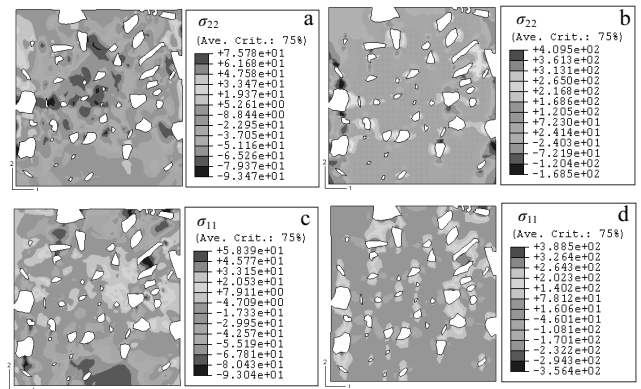 σ22 a
(Ave. Crit.: 75%)
+7.578e+01
+6.168e+01
+4.758e+01
+3.347e+01
+1.937e+01
+5.261e+00
-8.844e+00
-2.295e+01
-3.705e+01
-5.116e+01
-6.526e+01
-7.937e+01
-9.347e+01
2
1
σ22 b
(Ave. Crit.: 75%)
+4.095e+02
+3.613e+02
+3.131e+02
+2.650e+02
+2.168e+02
+1.686e+02
+1.205e+02
+7.230e+01
+2.414e+01
-2.403e+01
-7.219e+01
-1.204e+02
-1.685e+02
2
1
σ11 c
(Ave. Crit.: 75%)
+5.839e+01
+4.577e+01
+3.315e+01
+2.053e+01
+7.911e+00
-4.709e+00
-1.733e+01
-2.995e+01
-4.257e+01
-5.519e+01
-6.781e+01
-8.043e+01
-9.304e+01
2
1
σ11 d
(Ave. Crit.: 75%)
+3.885e+02
+3.264e+02
+2.643e+02
+2.023e+02
+1.402e+02
+7.812e+01
+1.606e+01
-4.601e+01
-1.081e+02
-1.701e+02
-2.322e+02
-2.943e+02
-3.564e+02
2
1